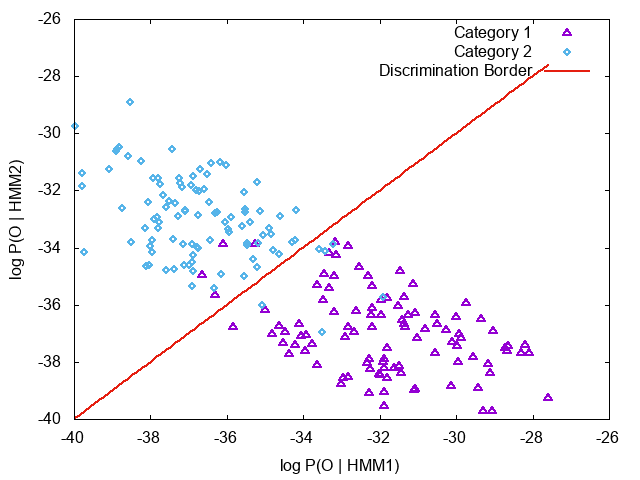 -26
-28
-30
-32
-34
-36
-38
-40
-40 -38 -36 -34 -32 -30 -28 -26
log P(O | HMM2)
log P(O | HMM1)
Category 1
Category 2
Discrimination Border